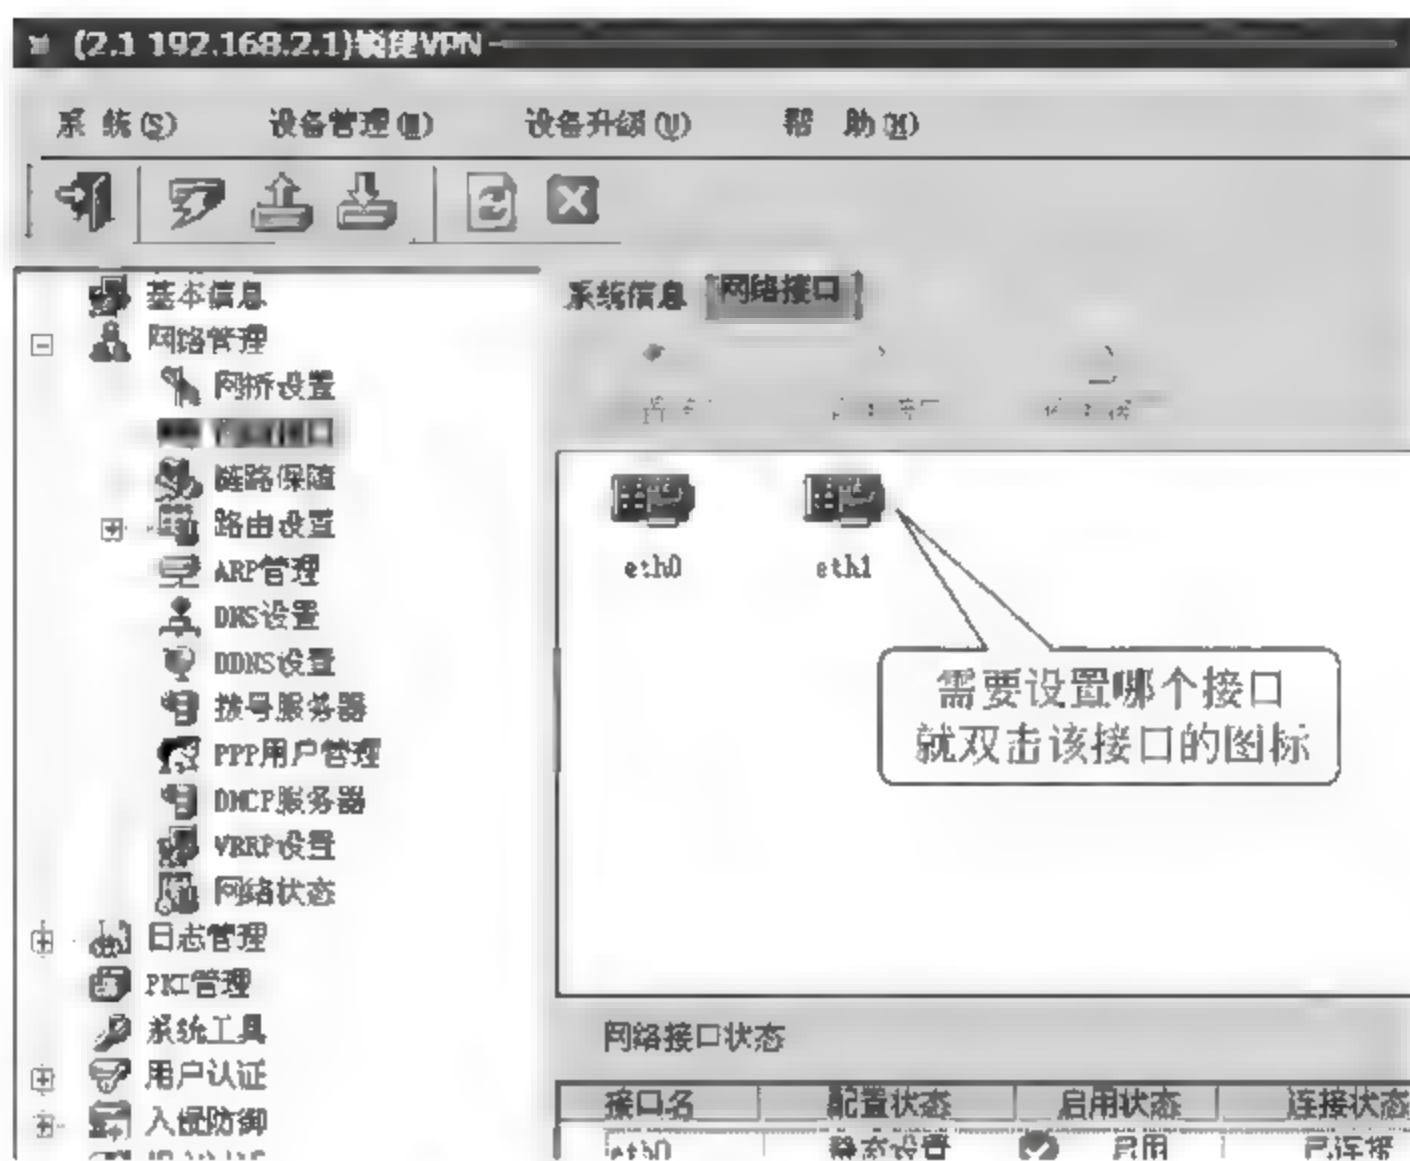 (2.1 192.168.2.1)锐捷VPN
系 统(S) 设备管理(M) 设备升级(U) 帮 助(H)
基本信息
网络管理
网桥设置
链路保障
路由设置
ARP管理
DNS设置
DDNS设置
拨号服务器
PPP用户管理
DHCP服务器
VRRP设置
网络状态
日志管理
PKI管理
系统工具
用户认证
入侵防御
系统信息 网络接口
eth0 eth1
需要设置哪个接口
就双击该接口的图标
网络接口状态
接口名 配置状态 启用状态 连接状态
eth0 静态设置 启用 已连接